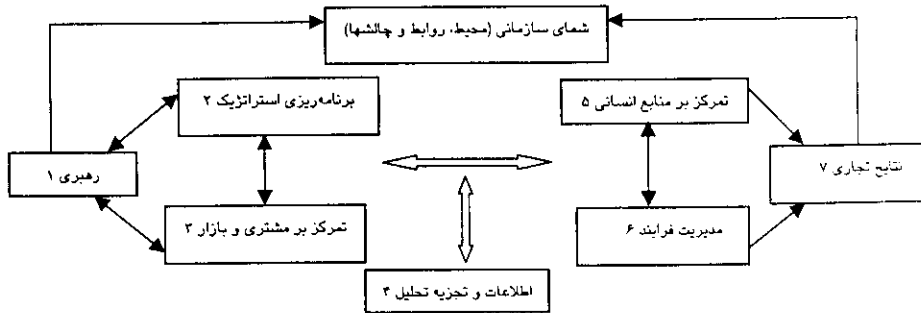 شمای سازمانی (محیط، روابط و چالشها)
برنامه‌ریزی استراتژیک ۲
تمرکز بر منابع انسانی ۵
رهبری ۱
نتایج تجاری ۷
تمرکز بر مشتری و بازار ۳
مدیریت فرایند ۶
اطلاعات و تجزیه تحلیل ۴